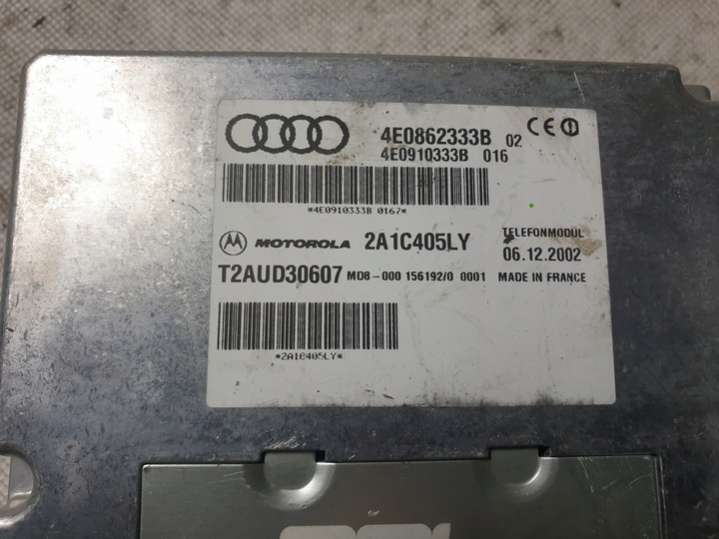 4E0862333B 02
4E0910333B 016
*4E0910333B 0167*
MOTOROLA 2A1C405LY TELEFONMODUL
06.12.2002
T2AUD30607 MD8-000 156192/0 0001 MADE IN FRANCE
*2A1C405LY*